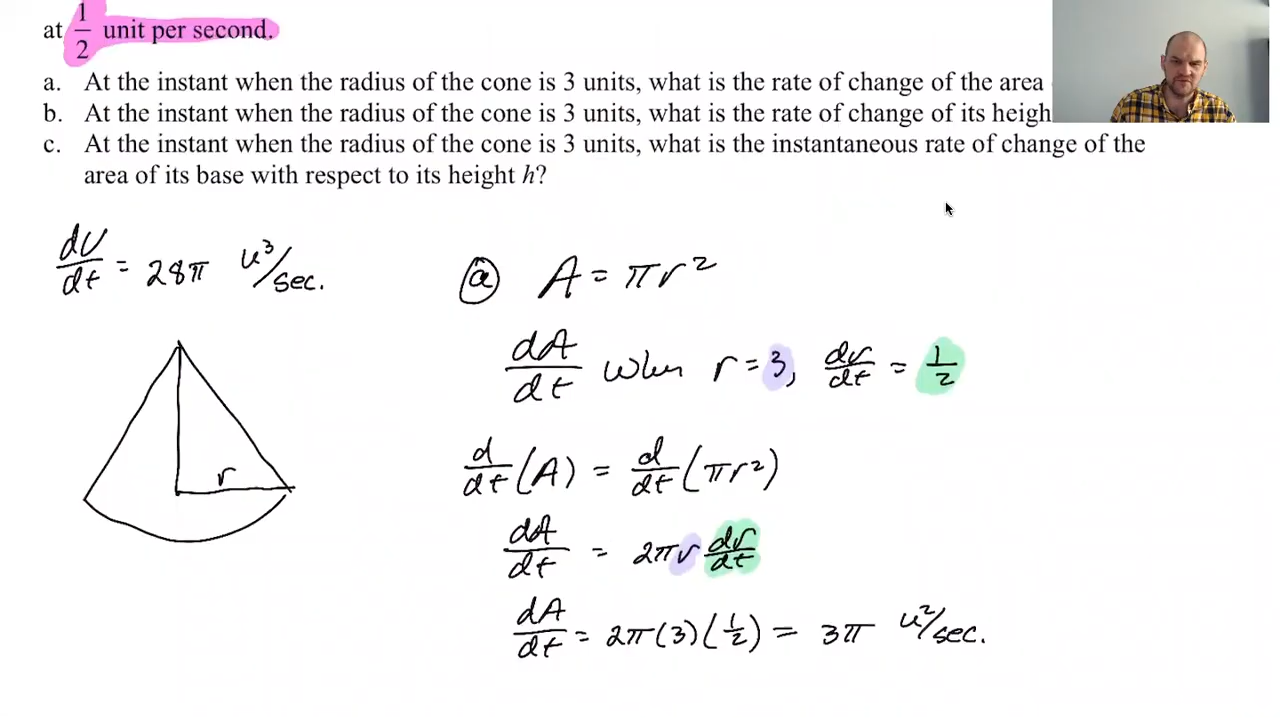 at 1/2 unit per second.
a. At the instant when the radius of the cone is 3 units, what is the rate of change of the area
b. At the instant when the radius of the cone is 3 units, what is the rate of change of its
c. At the instant when the radius of the cone is 3 units, what is the instantaneous rate of change of the
area of its base with respect to its height h?
dV/dt = 28π u³/sec.
r
ⓐ A = πr²
dA/dt when r = 3, dr/dt = 1/2
d/dt (A) = d/dt (πr²)
dA/dt = 2πr dr/dt
dA/dt = 2π(3)(1/2) = 3π u²/sec.